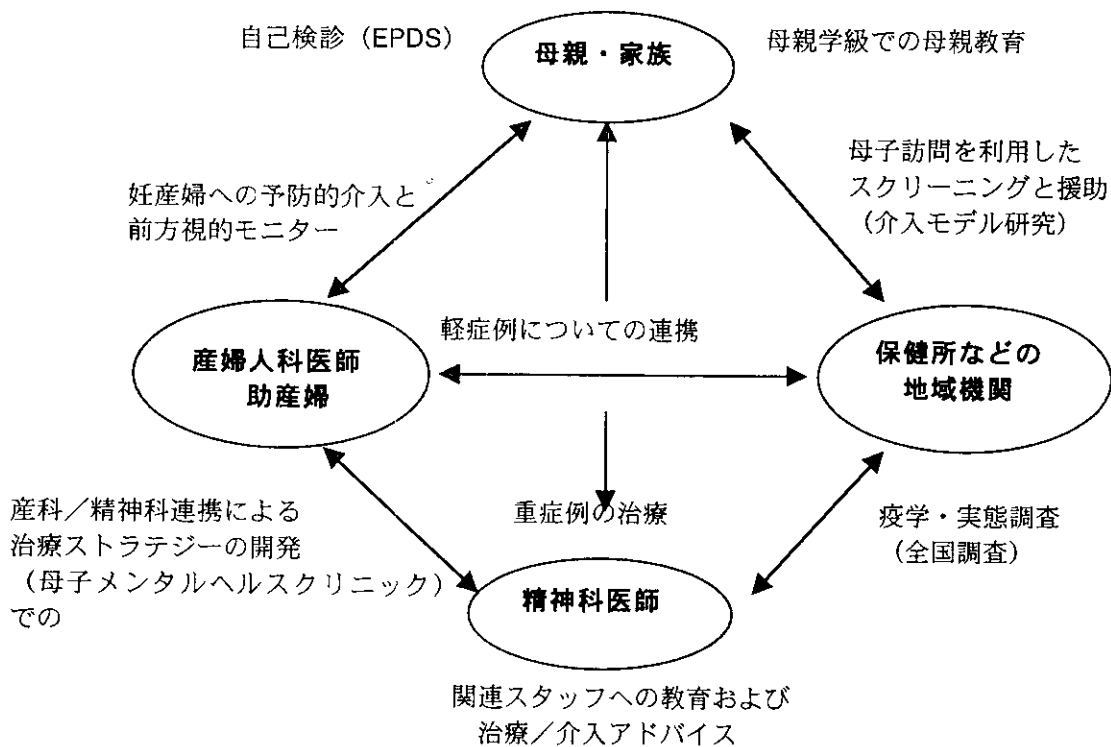 自己検診（EPDS）
母親・家族
母親学級での母親教育
母子訪問を利用した
スクリーニングと援助
（介入モデル研究）
妊産婦への予防的介入と
前方視的モニター
軽症例についての連携
産婦人科医師
助産婦
保健所などの
地域機関
産科／精神科連携による
治療ストラテジーの開発
（母子メンタルヘルスクリニック）
での
重症例の治療
疫学・実態調査
（全国調査）
精神科医師
関連スタッフへの教育および
治療／介入アドバイス